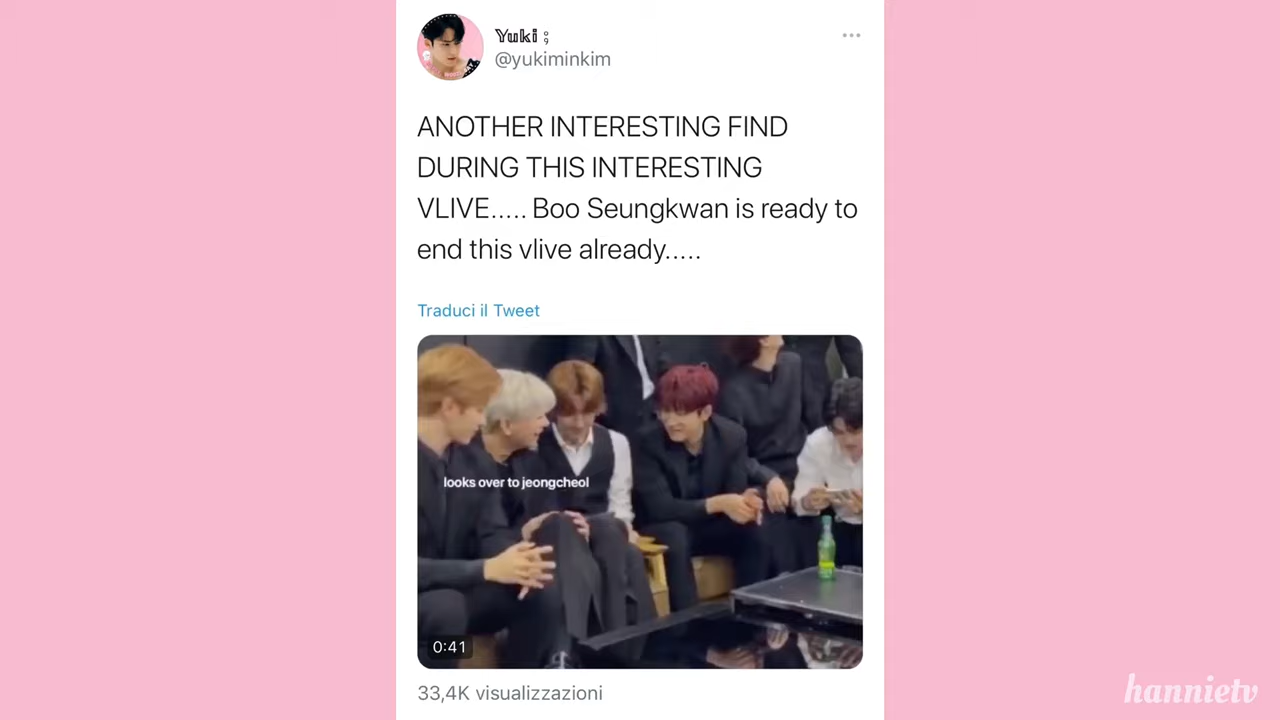 𝕐𝕦𝕜𝕚 ;
@yukiminkim
ANOTHER INTERESTING FIND
DURING THIS INTERESTING
VLIVE..... Boo Seungkwan is ready to
end this vlive already.....
Traduci il Tweet
looks over to jeongcheol
0:41
33,4K visualizzazioni
hannietv